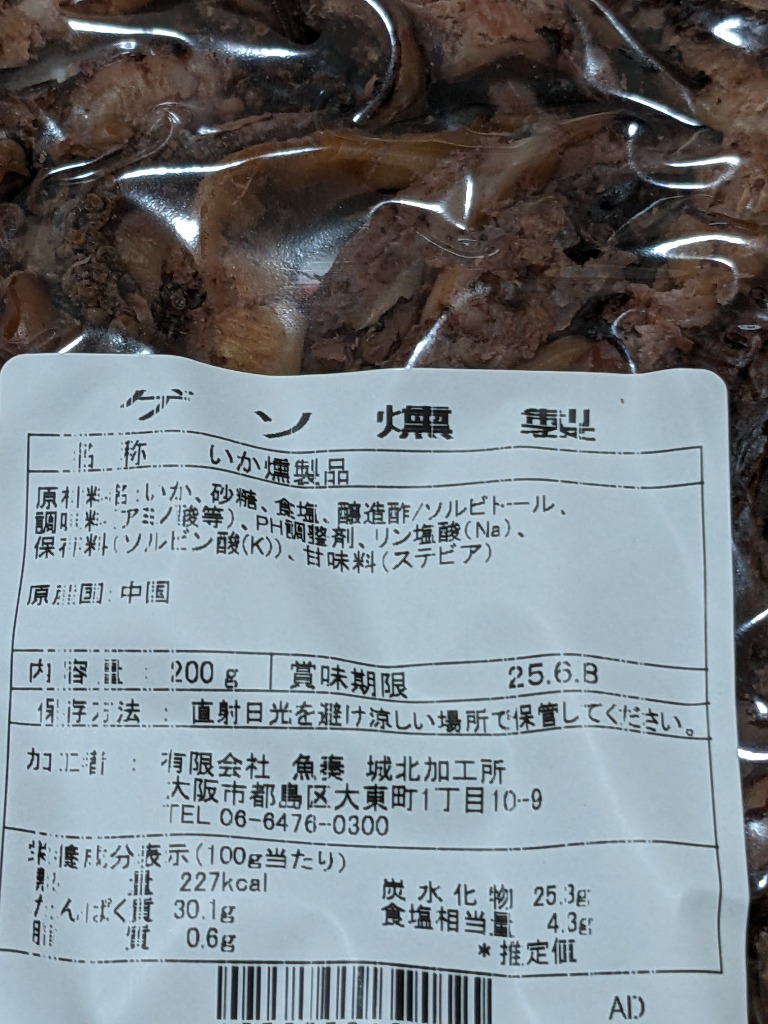 ゲソ燻製
名称 いか燻製品
原材料名:いか、砂糖、食塩、醸造酢/ソルビトール、
調味料(アミノ酸等)、PH調整剤、リン塩酸(Na)、
保存料(ソルビン酸(K))、甘味料(ステビア)
原産国:中国
内容量:200g 賞味期限 25.6.8
保存方法:直射日光を避け涼しい場所で保管してください。
加工者:有限会社 魚奏 城北加工所
大阪市都島区大東町1丁目10-9
TEL 06-6476-0300
栄養成分表示(100g当たり)
熱量 227kcal 炭水化物 25.3g
たんぱく質 30.1g 食塩相当量 4.3g
脂質 0.6g *推定値
AD